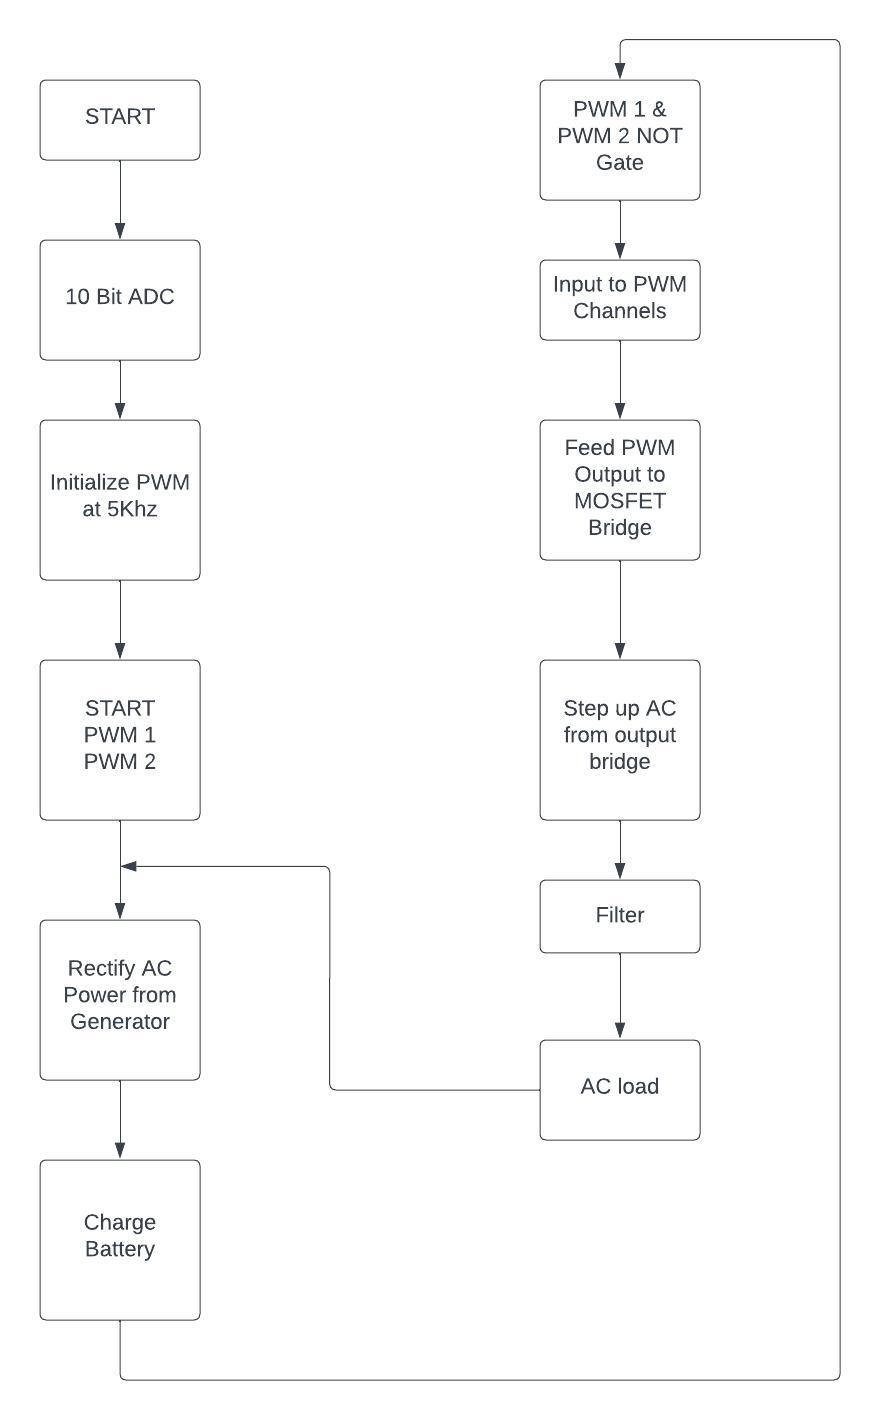 START
10 Bit ADC
Initialize PWM
at 5Khz
START
PWM 1
PWM 2
Rectify AC
Power from
Generator
Charge
Battery
PWM 1 &
PWM 2 NOT
Gate
Input to PWM
Channels
Feed PWM
Output to
MOSFET
Bridge
Step up AC
from output
bridge
Filter
AC load